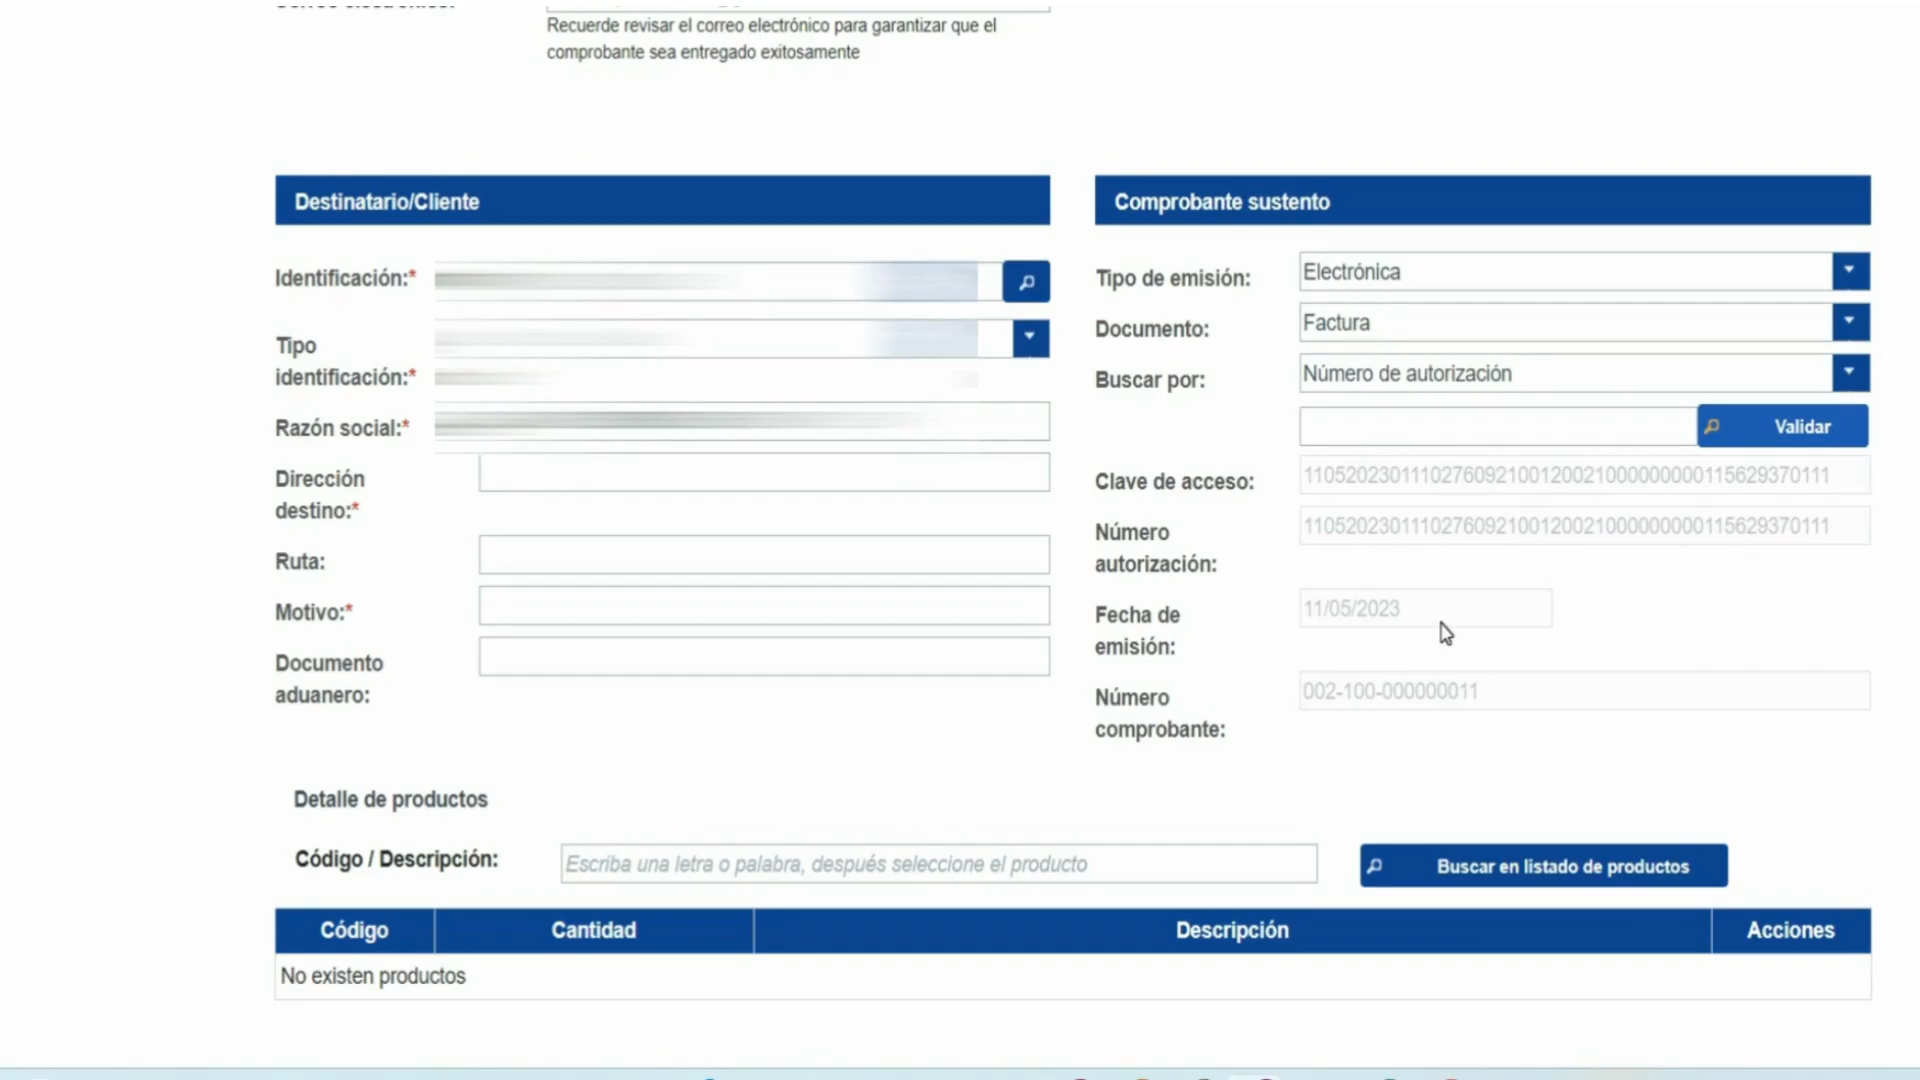 Recuerde revisar el correo electrónico para garantizar que el
comprobante sea entregado exitosamente
Destinatario/Cliente
Identificación:*
Tipo
identificación:*
Razón social:*
Dirección
destino:*
Ruta:
Motivo:*
Documento
aduanero:
Comprobante sustento
Tipo de emisión: Electrónica
Documento: Factura
Buscar por: Número de autorización
Validar
Clave de acceso: 1105202301110276092100120021000000000115629370111
Número
autorización: 1105202301110276092100120021000000000115629370111
Fecha de
emisión: 11/05/2023
Número
comprobante: 002-100-000000011
Detalle de productos
Código / Descripción: Escriba una letra o palabra, después seleccione el producto Buscar en listado de productos
Código Cantidad Descripción Acciones
No existen productos